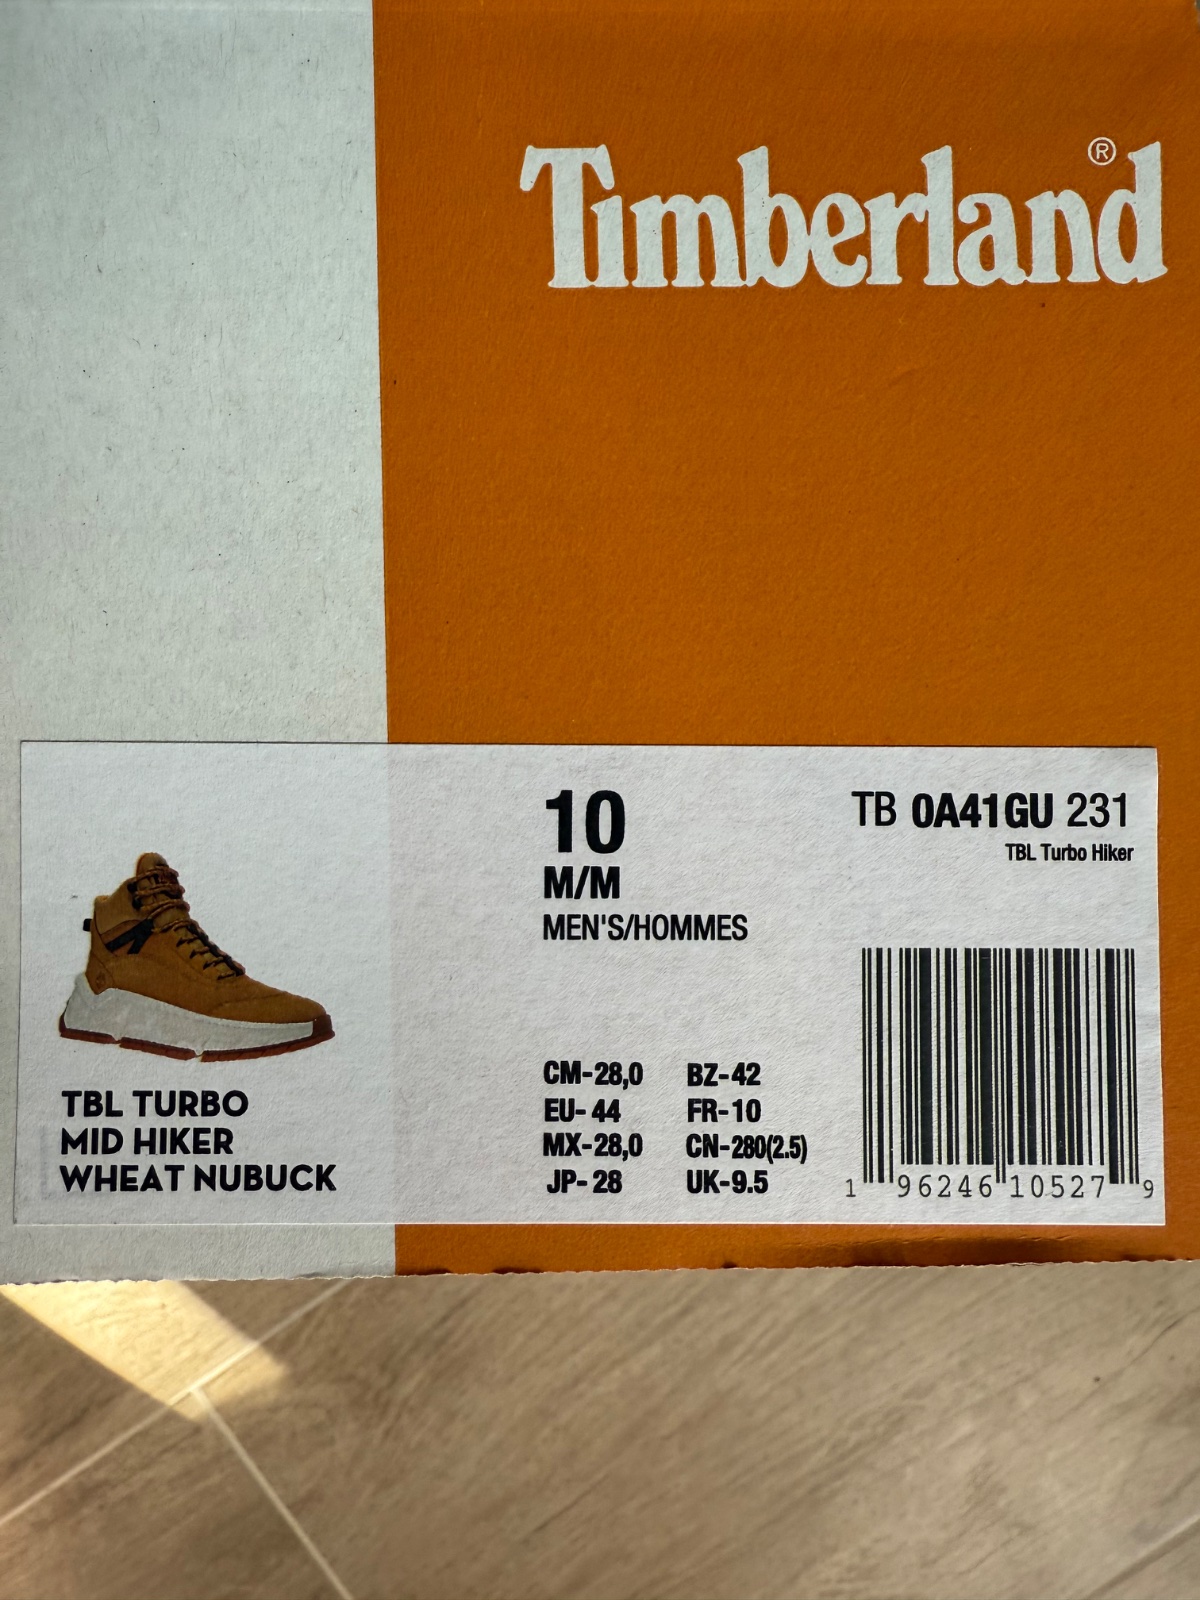 Timberland®
10
M/M
MEN'S/HOMMES
TB 0A41GU 231
TBL Turbo Hiker
TBL TURBO
MID HIKER
WHEAT NUBUCK
CM-28,0 BZ-42
EU-44 FR-10
MX-28,0 CN-280(2.5)
JP-28 UK-9.5
1 96246 10527 9